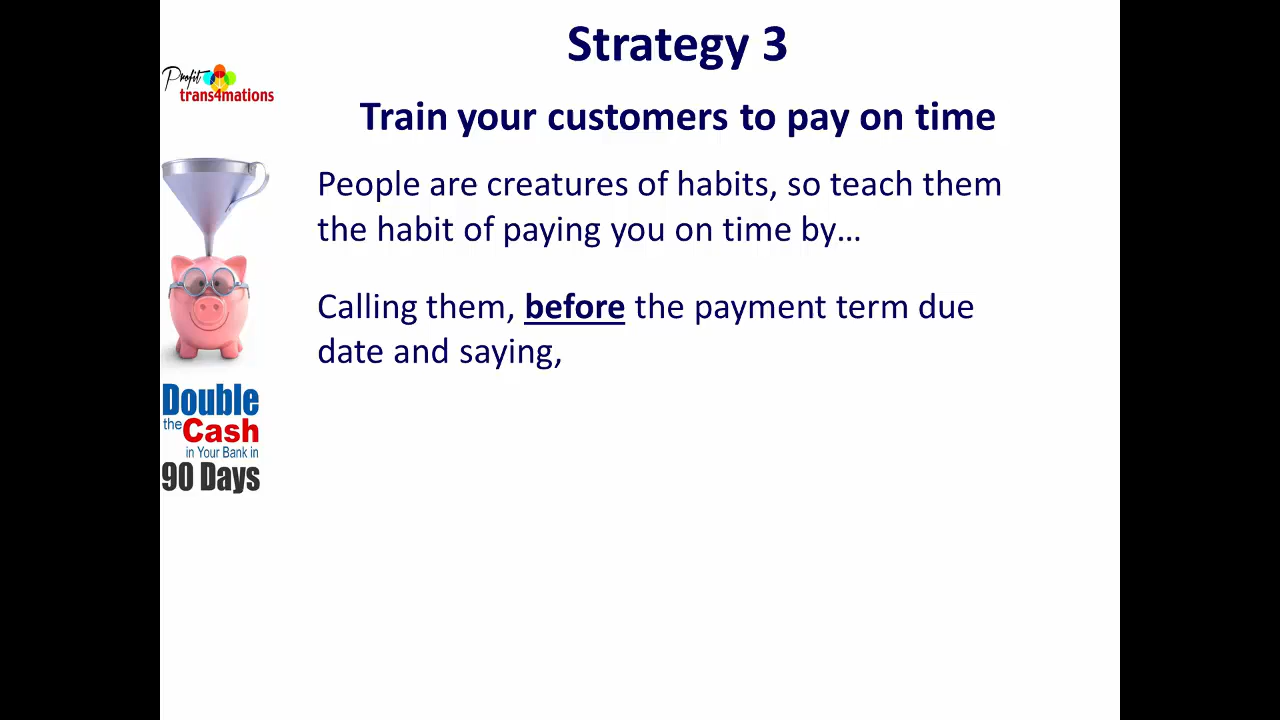 Strategy 3
Profit
trans4mations
Train your customers to pay on time
People are creatures of habits, so teach them
the habit of paying you on time by…
Calling them, before the payment term due
date and saying,
Double
the Cash
in Your Bank in
90 Days